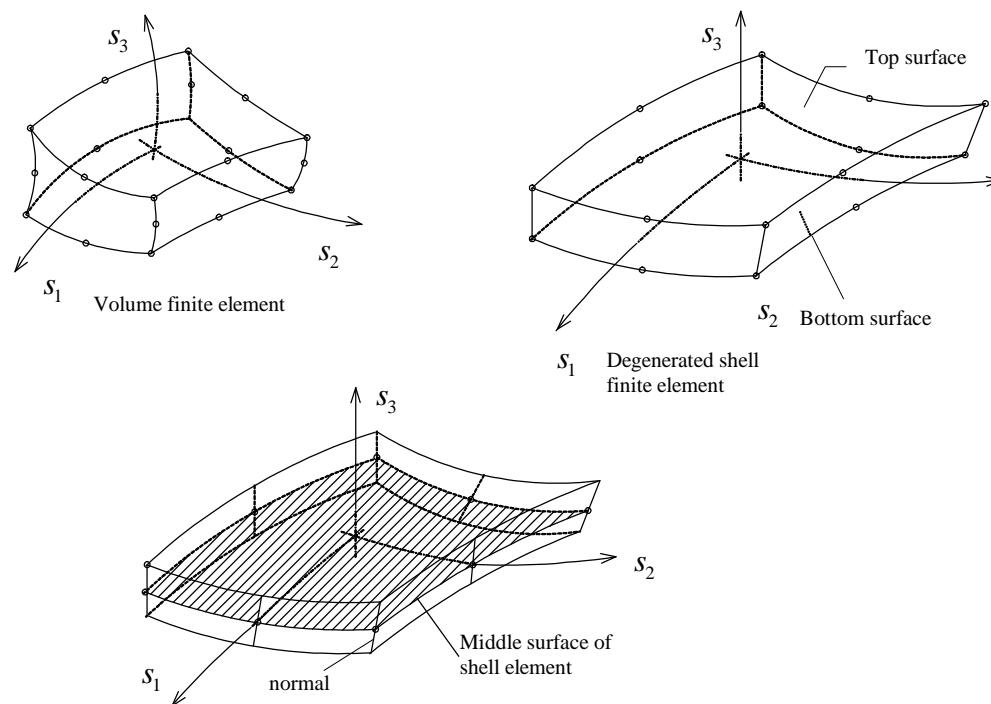 s₃
s₁
s₂
Volume finite element
s₃
Top surface
s₂
Bottom surface
s₁
Degenerated shell
finite element
s₃
s₂
s₁
normal
Middle surface of
shell element